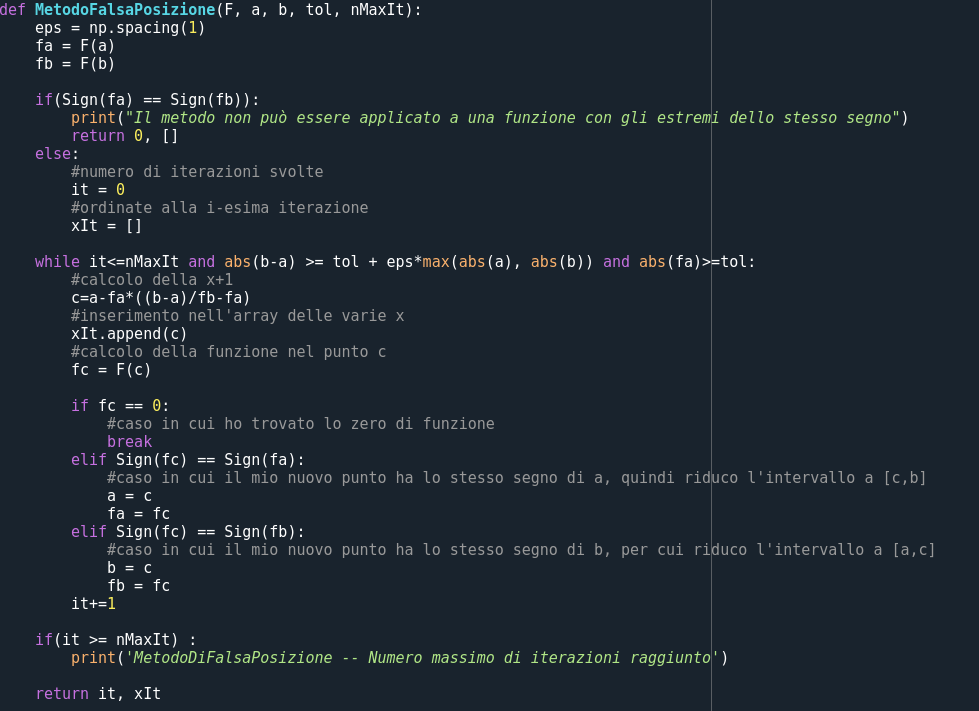 def MetodoFalsaPosizione(F, a, b, tol, nMaxIt):
    eps = np.spacing(1)
    fa = F(a)
    fb = F(b)

    if(Sign(fa) == Sign(fb)):
        print("Il metodo non può essere applicato a una funzione con gli estremi dello stesso segno")
        return 0, []
    else:
        #numero di iterazioni svolte
        it = 0
        #ordinate alla i-esima iterazione
        xIt = []

    while it<=nMaxIt and abs(b-a) >= tol + eps*max(abs(a), abs(b)) and abs(fa)>=tol:
        #calcolo della x+1
        c=a-fa*((b-a)/fb-fa)
        #inserimento nell'array delle varie x
        xIt.append(c)
        #calcolo della funzione nel punto c
        fc = F(c)

        if fc == 0:
            #caso in cui ho trovato lo zero di funzione
            break
        elif Sign(fc) == Sign(fa):
            #caso in cui il mio nuovo punto ha lo stesso segno di a, quindi riduco l'intervallo a [c,b]
            a = c
            fa = fc
        elif Sign(fc) == Sign(fb):
            #caso in cui il mio nuovo punto ha lo stesso segno di b, per cui riduco l'intervallo a [a,c]
            b = c
            fb = fc
        it+=1

    if(it >= nMaxIt) :
        print('MetodoDiFalsaPosizione -- Numero massimo di iterazioni raggiunto')

    return it, xIt